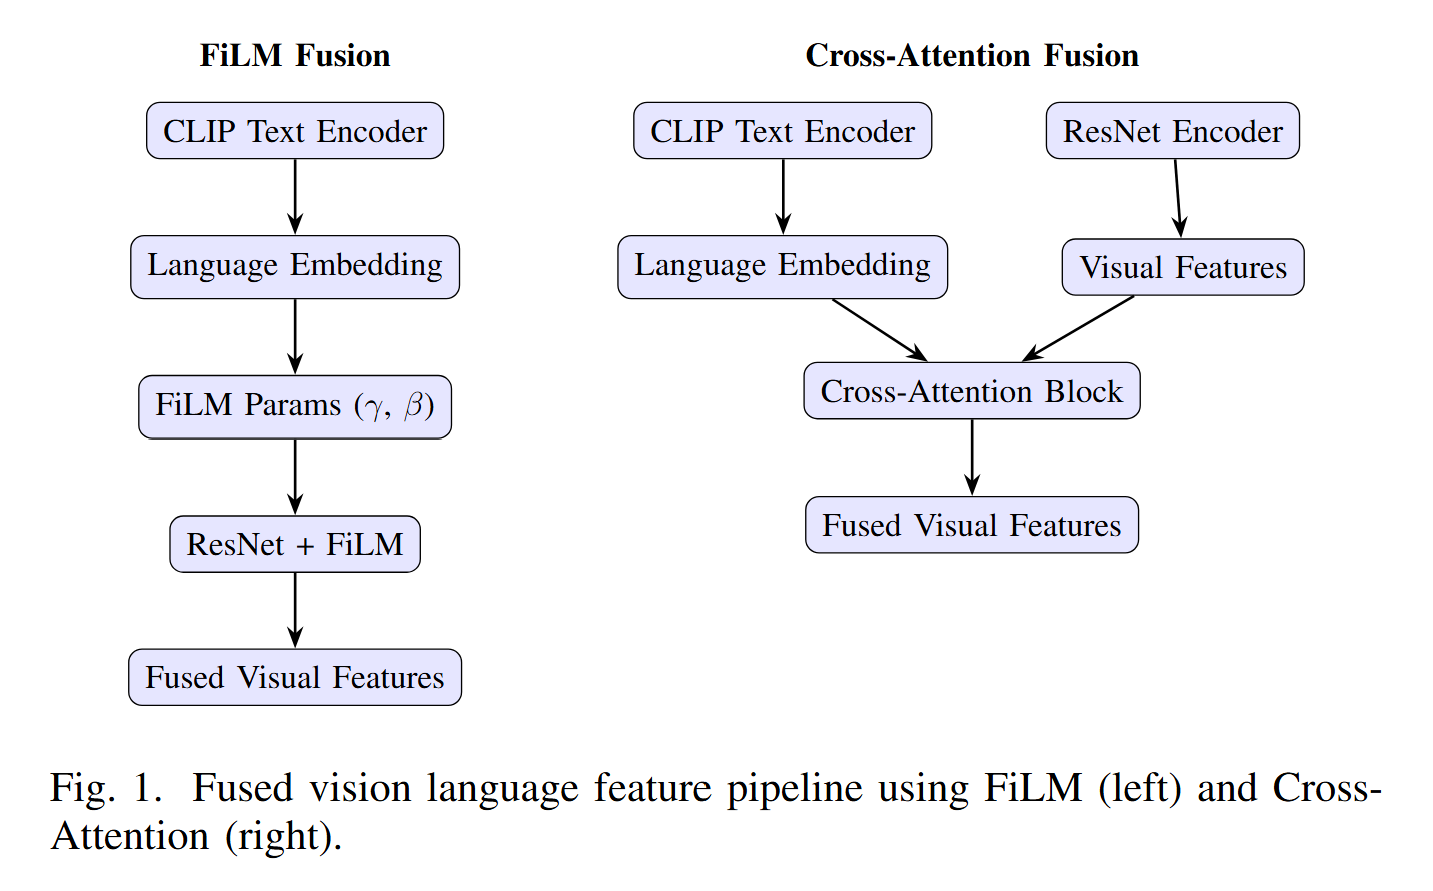 FiLM Fusion
CLIP Text Encoder
Language Embedding
FiLM Params (γ, β)
ResNet + FiLM
Fused Visual Features
Cross-Attention Fusion
CLIP Text Encoder
ResNet Encoder
Language Embedding
Visual Features
Cross-Attention Block
Fused Visual Features
Fig. 1. Fused vision language feature pipeline using FiLM (left) and Cross-
Attention (right).